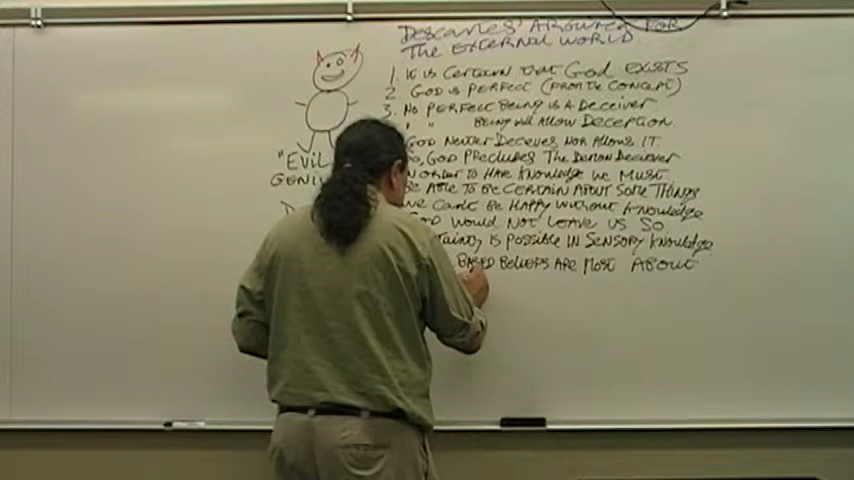 DESCARTES' ARGUMENT FOR
THE EXTERNAL WORLD
1. IT IS CERTAIN THAT GOD EXISTS
2. GOD IS PERFECT (FROM THE CONCEPT)
3. NO PERFECT BEING IS A DECEIVER
" " BEING WILL ALLOW DECEPTION.
GOD NEITHER DECEIVES NOR ALLOWS IT.
SO, GOD PRECLUDES THE DEMON DECEIVER
IN ORDER TO HAVE KNOWLEDGE WE MUST
BE ABLE TO BE CERTAIN ABOUT SOME THINGS
WE CAN'T BE HAPPY WITHOUT KNOWLEDGE
GOD WOULD NOT LEAVE US SO
TAINTY IS POSSIBLE IN SENSORY KNOWLEDGE
BASED BELIEFS ARE MOST ABOUT
"EVIL
GENIU